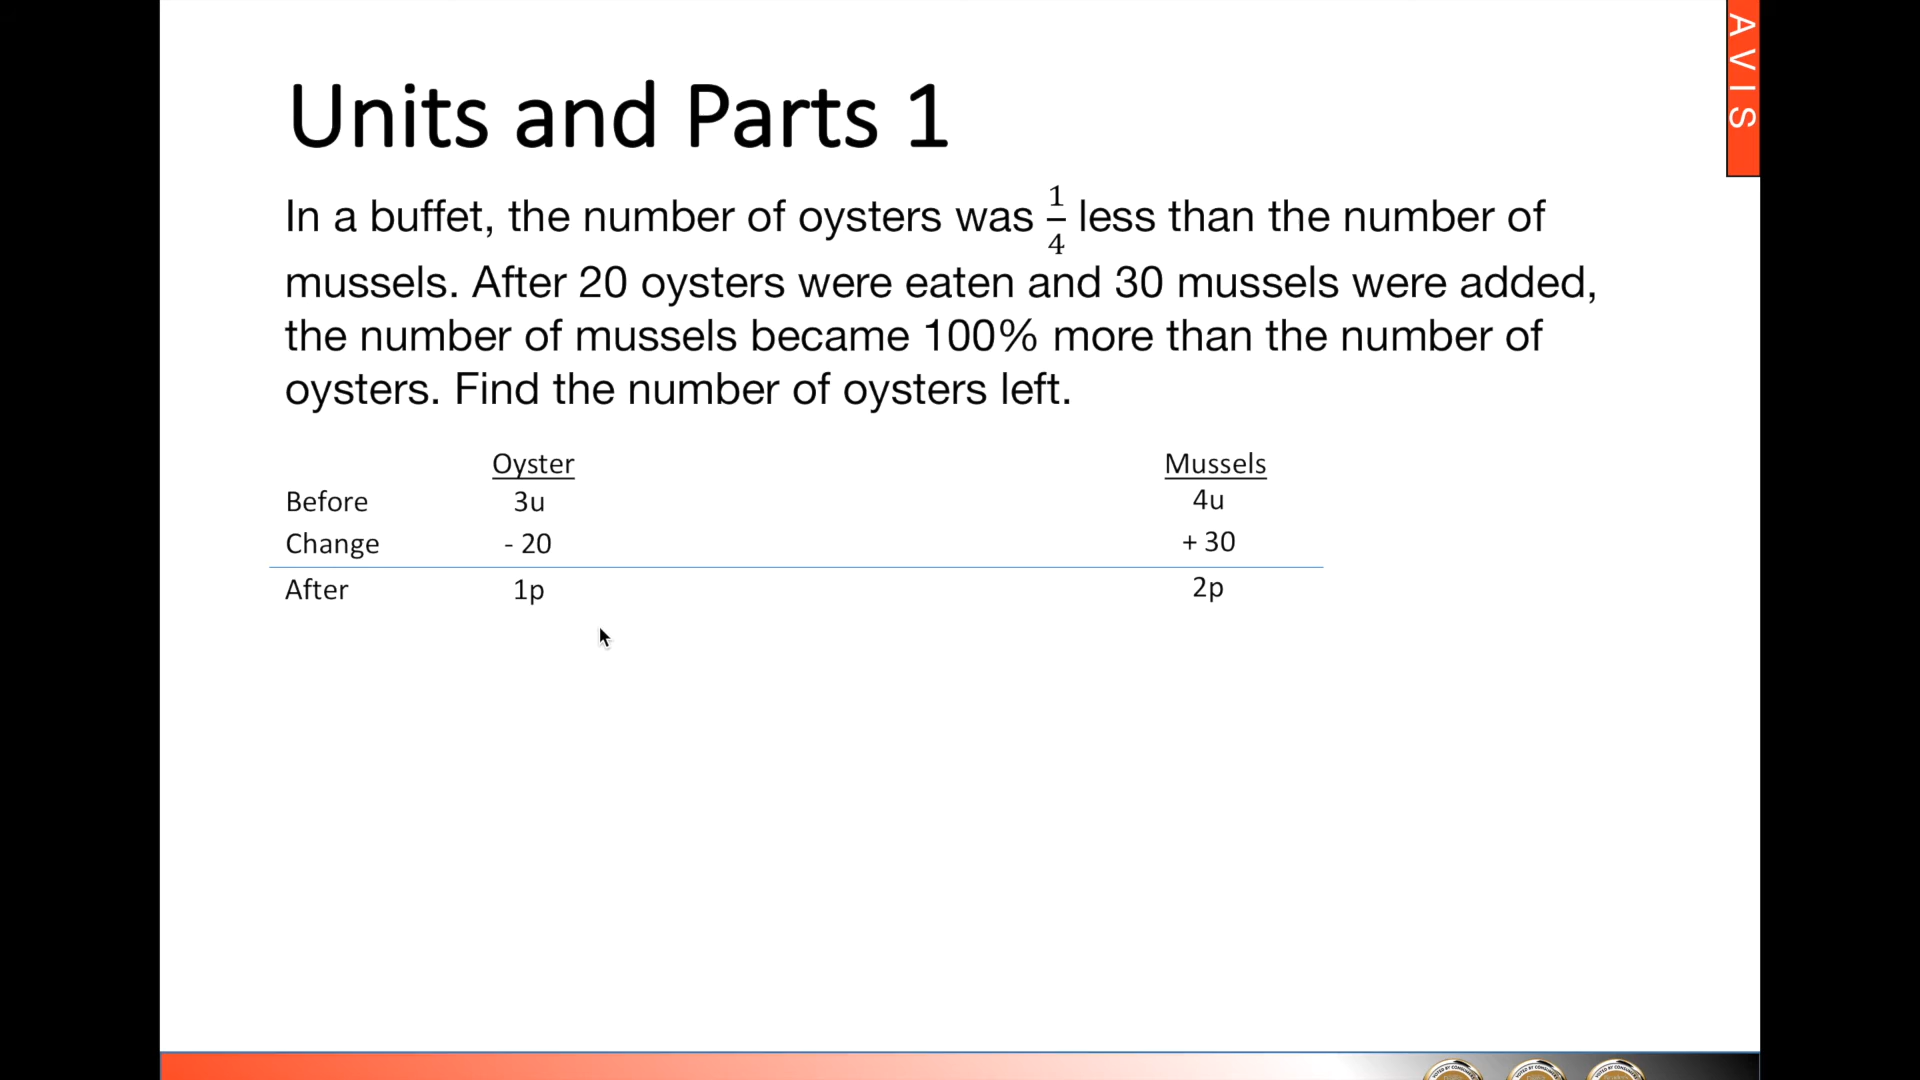 AVIS
Units and Parts 1
In a buffet, the number of oysters was 1/4 less than the number of
mussels. After 20 oysters were eaten and 30 mussels were added,
the number of mussels became 100% more than the number of
oysters. Find the number of oysters left.
Oyster Mussels
Before 3u 4u
Change - 20 + 30
After 1p 2p